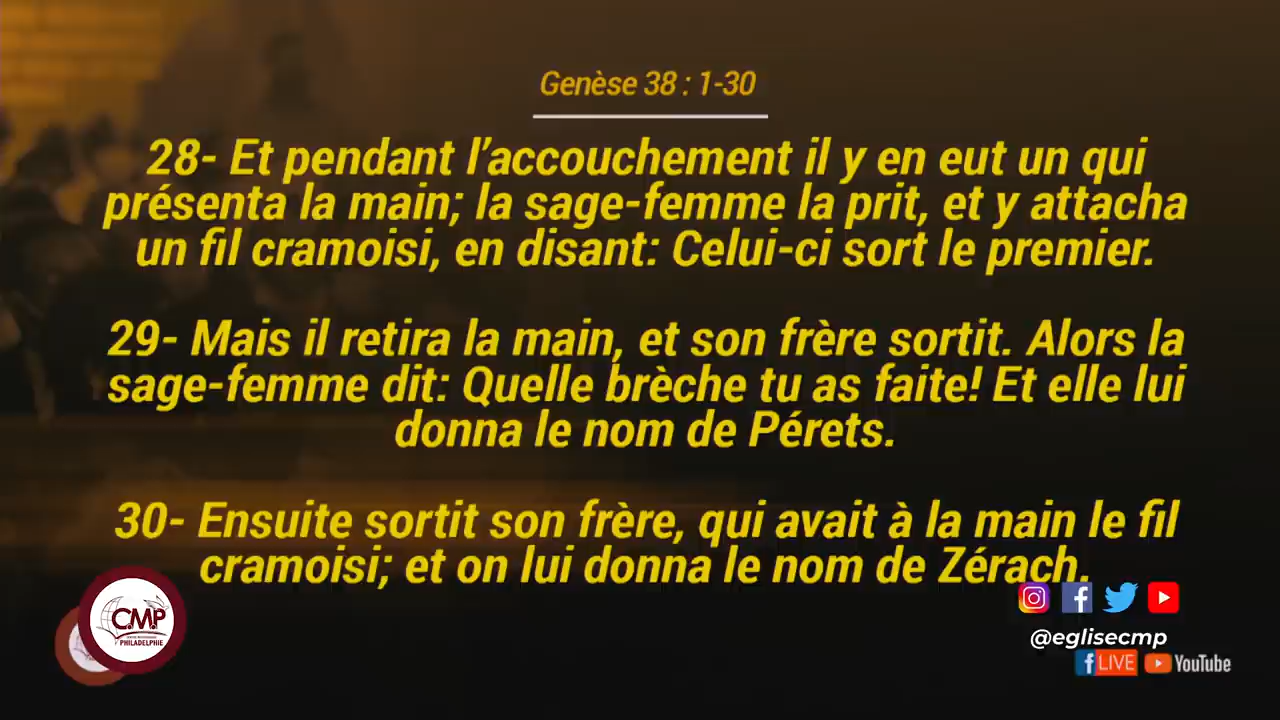 Genèse 38 : 1-30
28- Et pendant l’accouchement il y en eut un qui
présenta la main; la sage-femme la prit, et y attacha
un fil cramoisi, en disant: Celui-ci sort le premier.
29- Mais il retira la main, et son frère sortit. Alors la
sage-femme dit: Quelle brèche tu as faite! Et elle lui
donna le nom de Pérets.
30- Ensuite sortit son frère, qui avait à la main le fil
cramoisi; et on lui donna le nom de Zérach.
C.M.P
PHILADELPHIE
@eglisecmp
LIVE YouTube